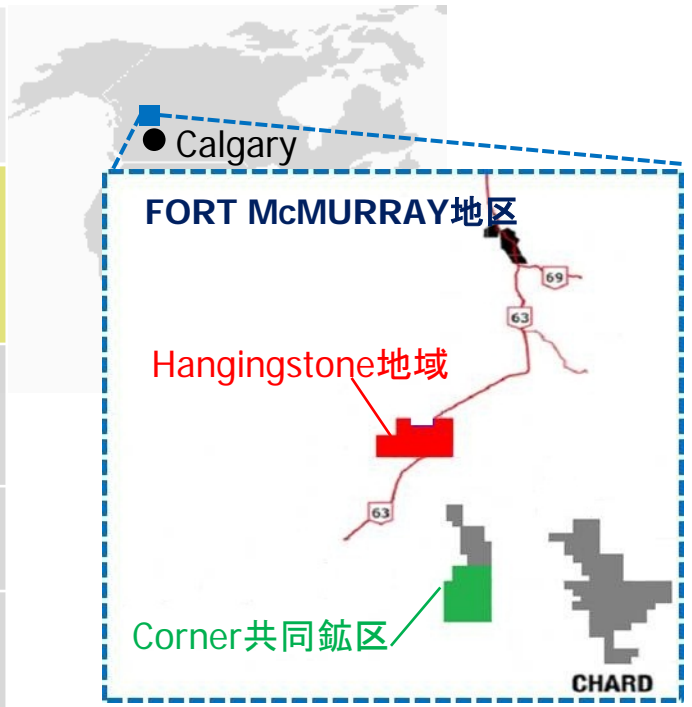 Calgary
FORT McMURRAY地区
69
63
Hangingstone地域
63
Corner共同鉱区
CHARD